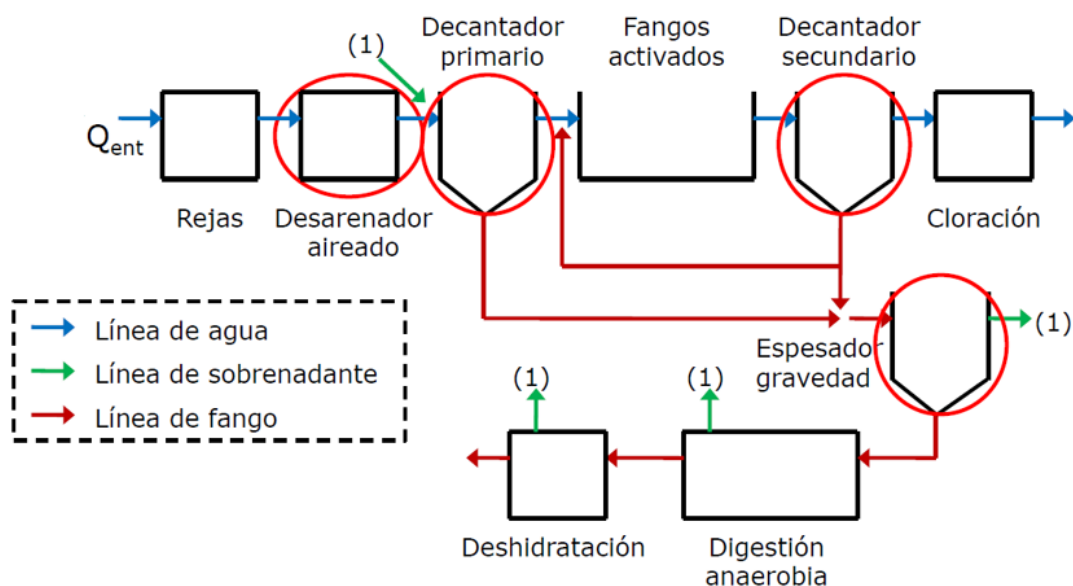 (1)
Decantador
primario
Fangos
activados
Decantador
secundario
Qent
Rejas
Desarenador
aireado
Cloración
Línea de agua
Línea de sobrenadante
Línea de fango
Espesador
gravedad
(1)
(1)
(1)
Deshidratación
Digestión
anaerobia